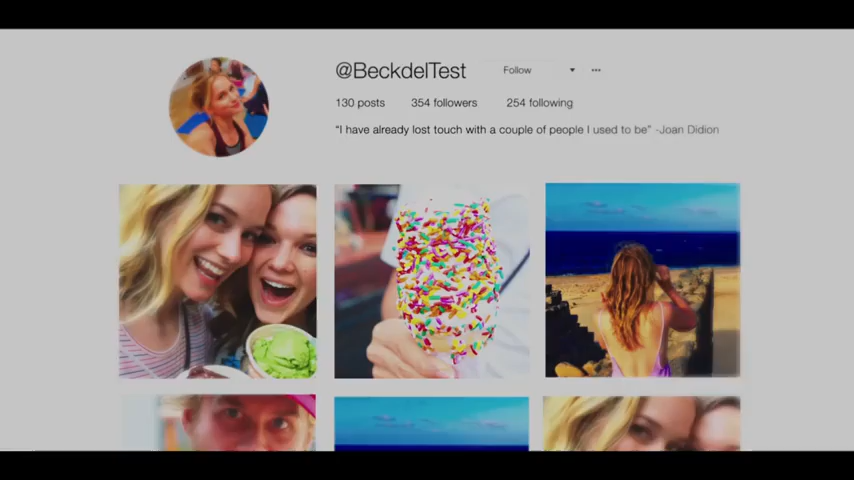 @BeckdelTest Follow
130 posts 354 followers 254 following
“I have already lost touch with a couple of people I used to be” -Joan Didion